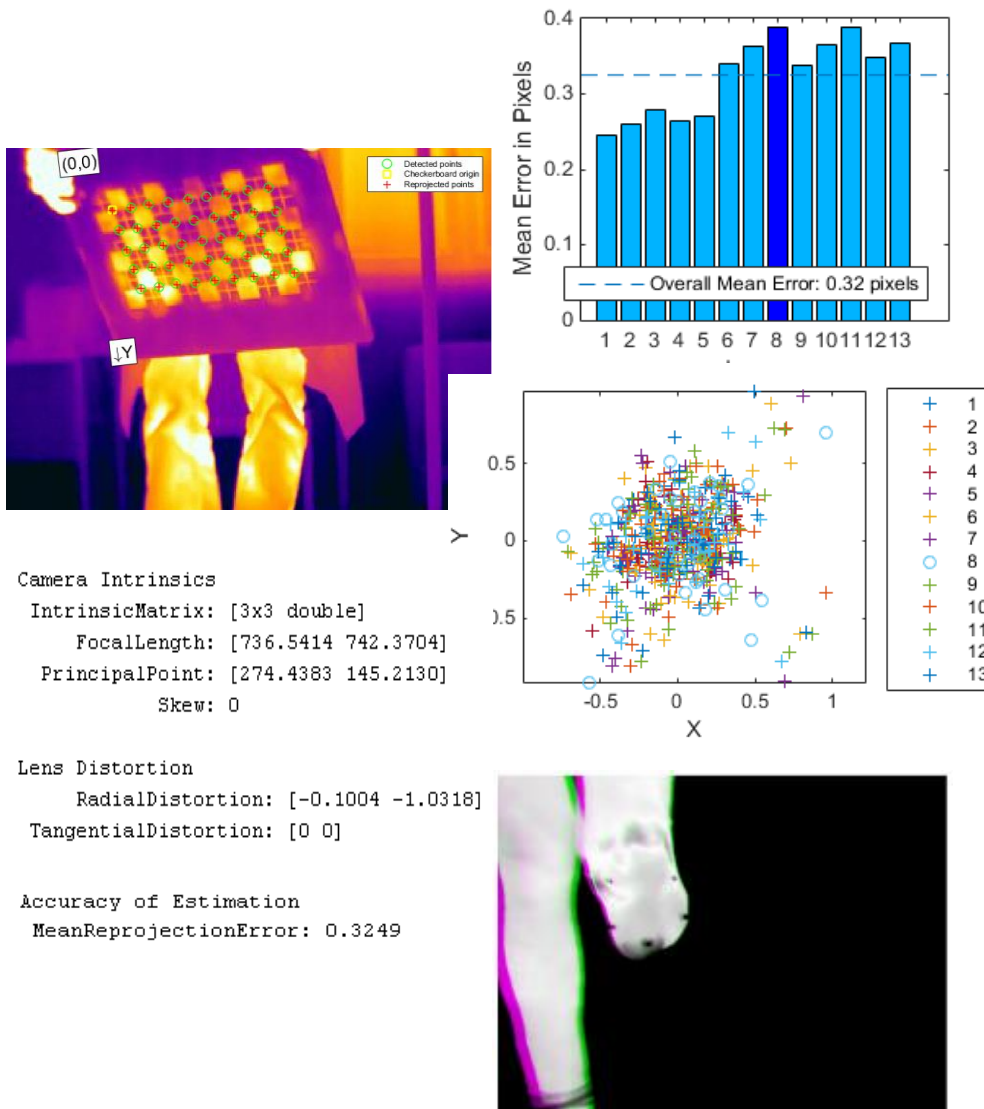 (0,0)
Detected points
Checkerboard origin
Reprojected points
↓Y
Mean Error in Pixels
0.4
0.3
0.2
0.1
0
Overall Mean Error: 0.32 pixels
1 2 3 4 5 6 7 8 9 10 11 12 13
Y
0.5
0
0.5
-0.5 0 0.5 1
X
1
2
3
4
5
6
7
8
9
10
11
12
13
Camera Intrinsics
IntrinsicMatrix: [3x3 double]
FocalLength: [736.5414 742.3704]
PrincipalPoint: [274.4383 145.2130]
Skew: 0
Lens Distortion
RadialDistortion: [-0.1004 -1.0318]
TangentialDistortion: [0 0]
Accuracy of Estimation
MeanReprojectionError: 0.3249